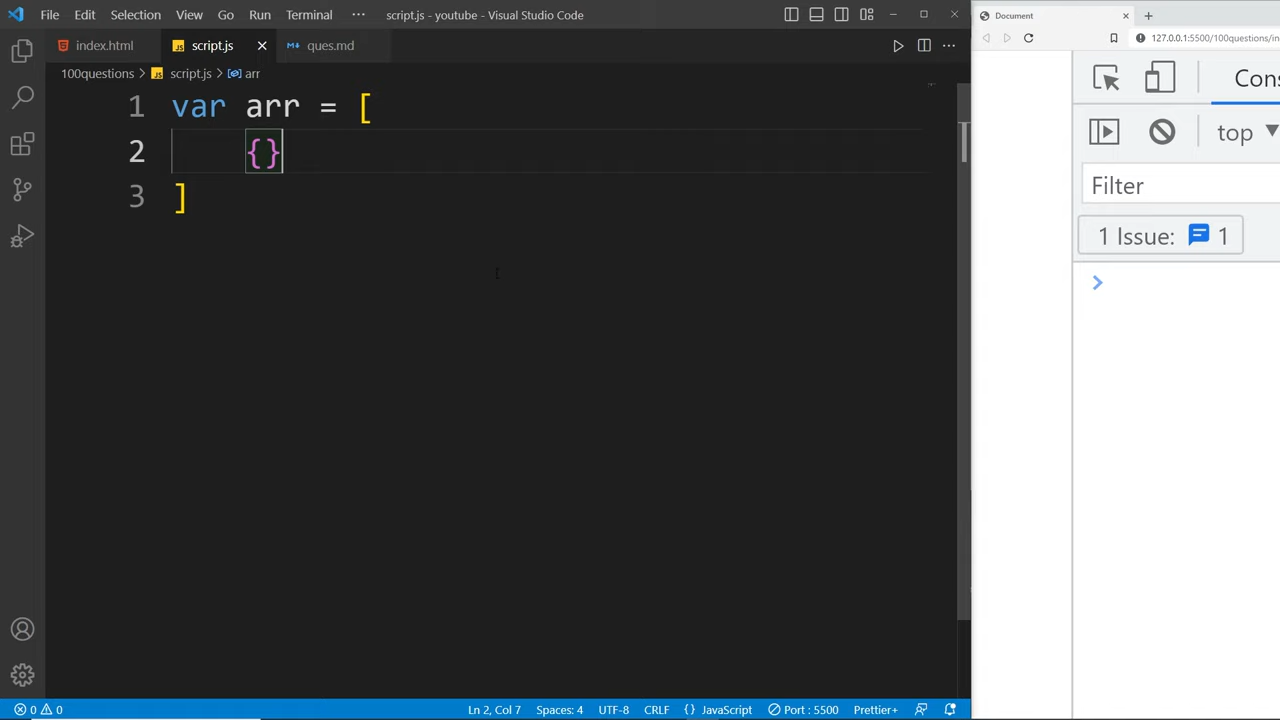 File Edit Selection View Go Run Terminal ··· script.js - youtube - Visual Studio Code
Document
127.0.0.1:5500/100questions/in
index.html script.js ques.md
100questions > script.js > arr
1 var arr = [
2 {}
3 ]
Cons
top
Filter
1 Issue: 1
0 0 Ln 2, Col 7 Spaces: 4 UTF-8 CRLF {} JavaScript Port : 5500 Prettier+